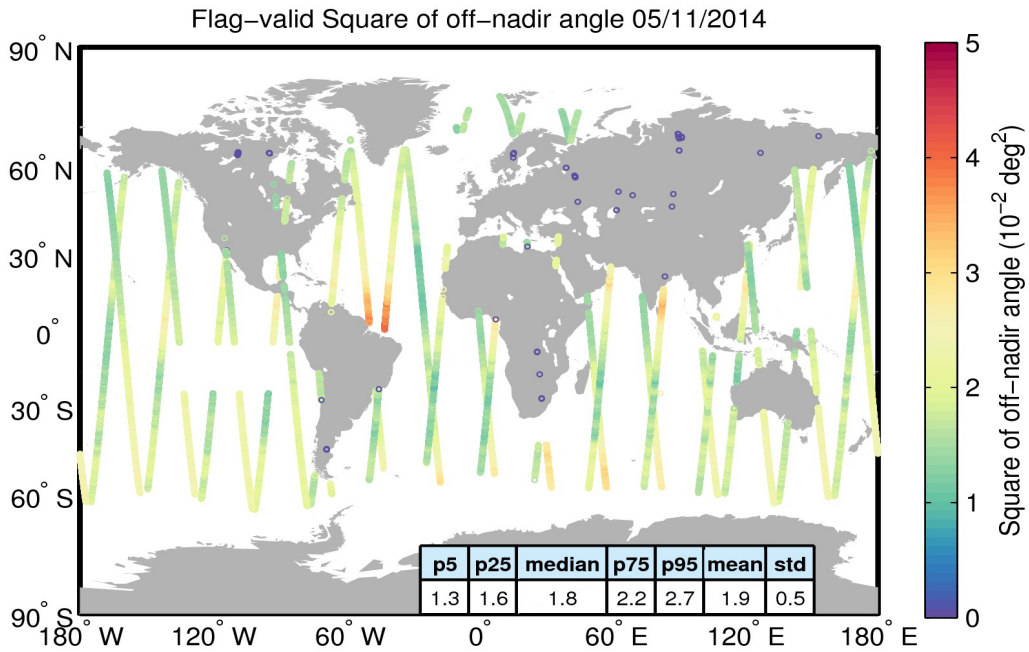 Flag−valid Square of off−nadir angle 05/11/2014
90° N
60° N
30° N
0°
30° S
60° S
90° S
180° W
120° W
60° W
0°
60° E
120° E
180° E
p5 p25 median p75 p95 mean std
1.3 1.6 1.8 2.2 2.7 1.9 0.5
5
4
3
2
1
0
Square of off−nadir angle (10⁻² deg²)